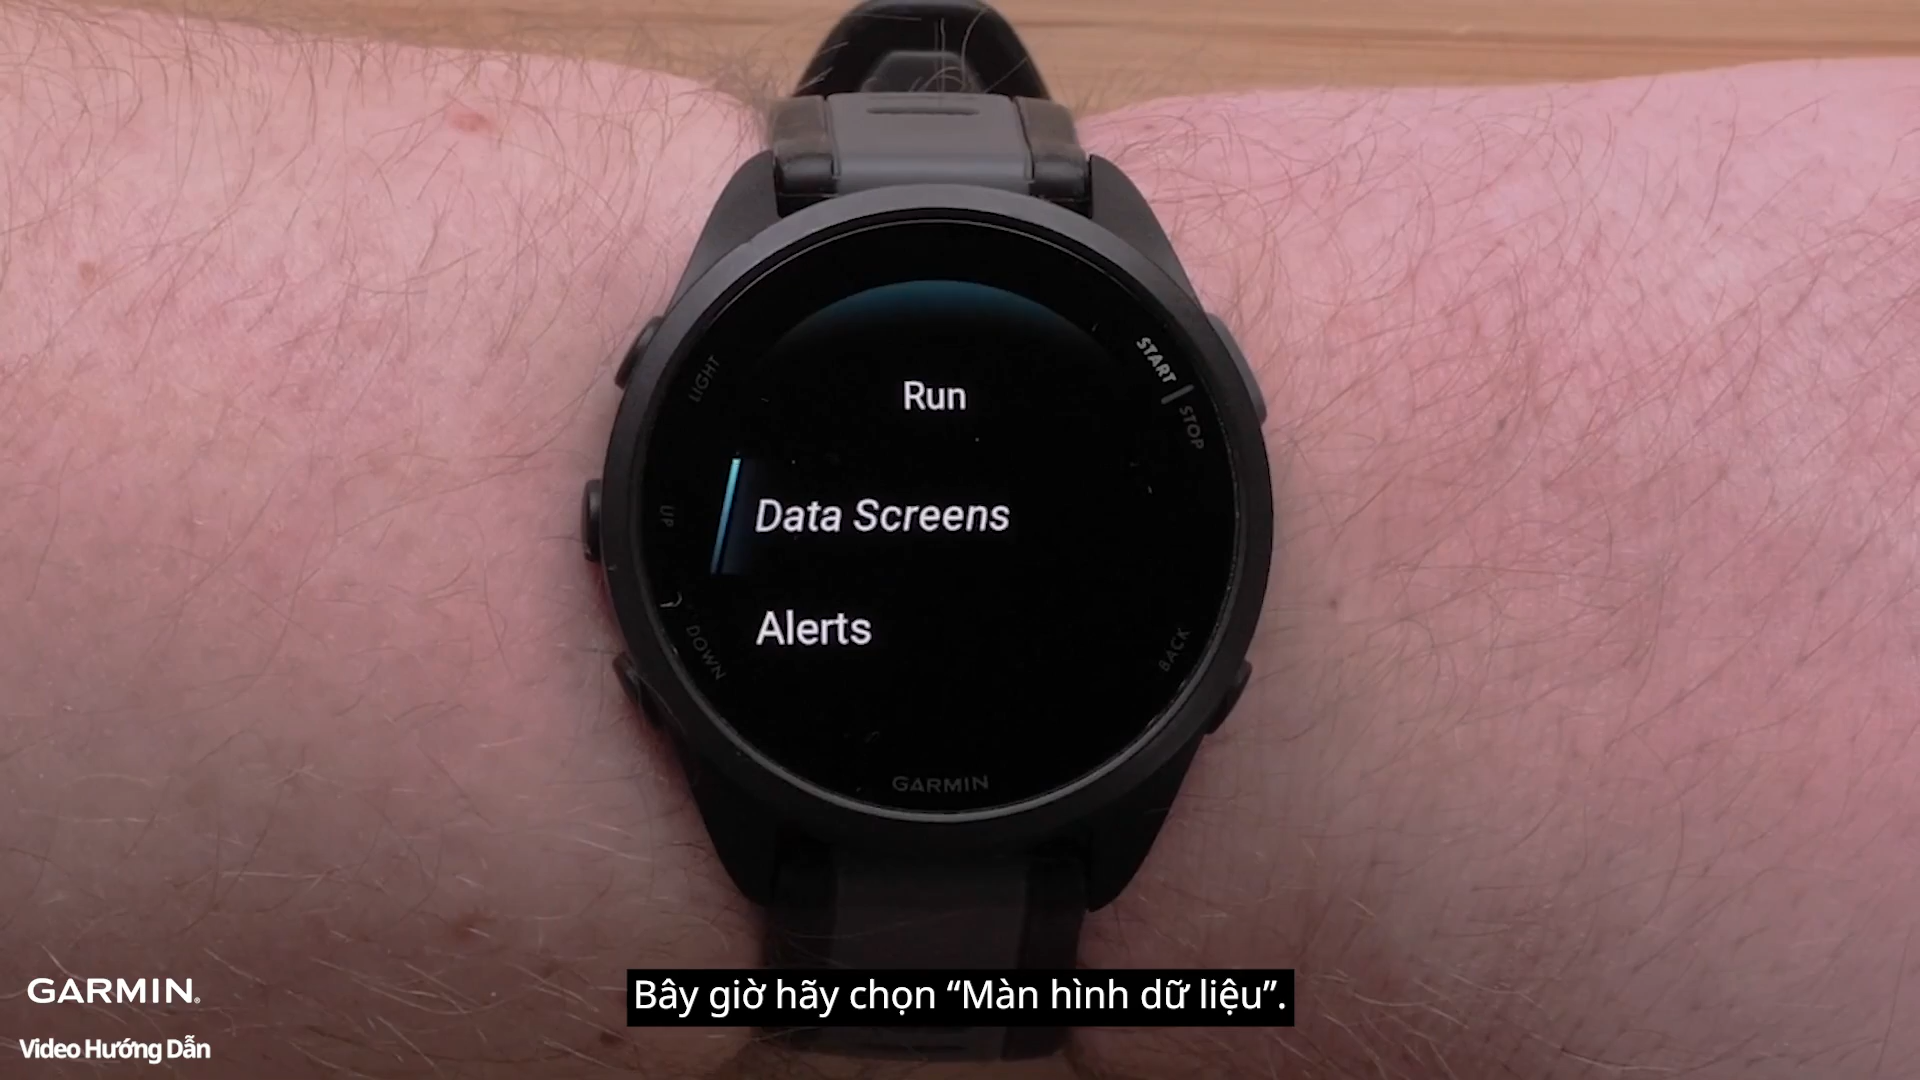 LIGHT
START
STOP
UP
DOWN
BACK
Run
Data Screens
Alerts
GARMIN
GARMIN
Video Hướng Dẫn
Bây giờ hãy chọn “Màn hình dữ liệu”.